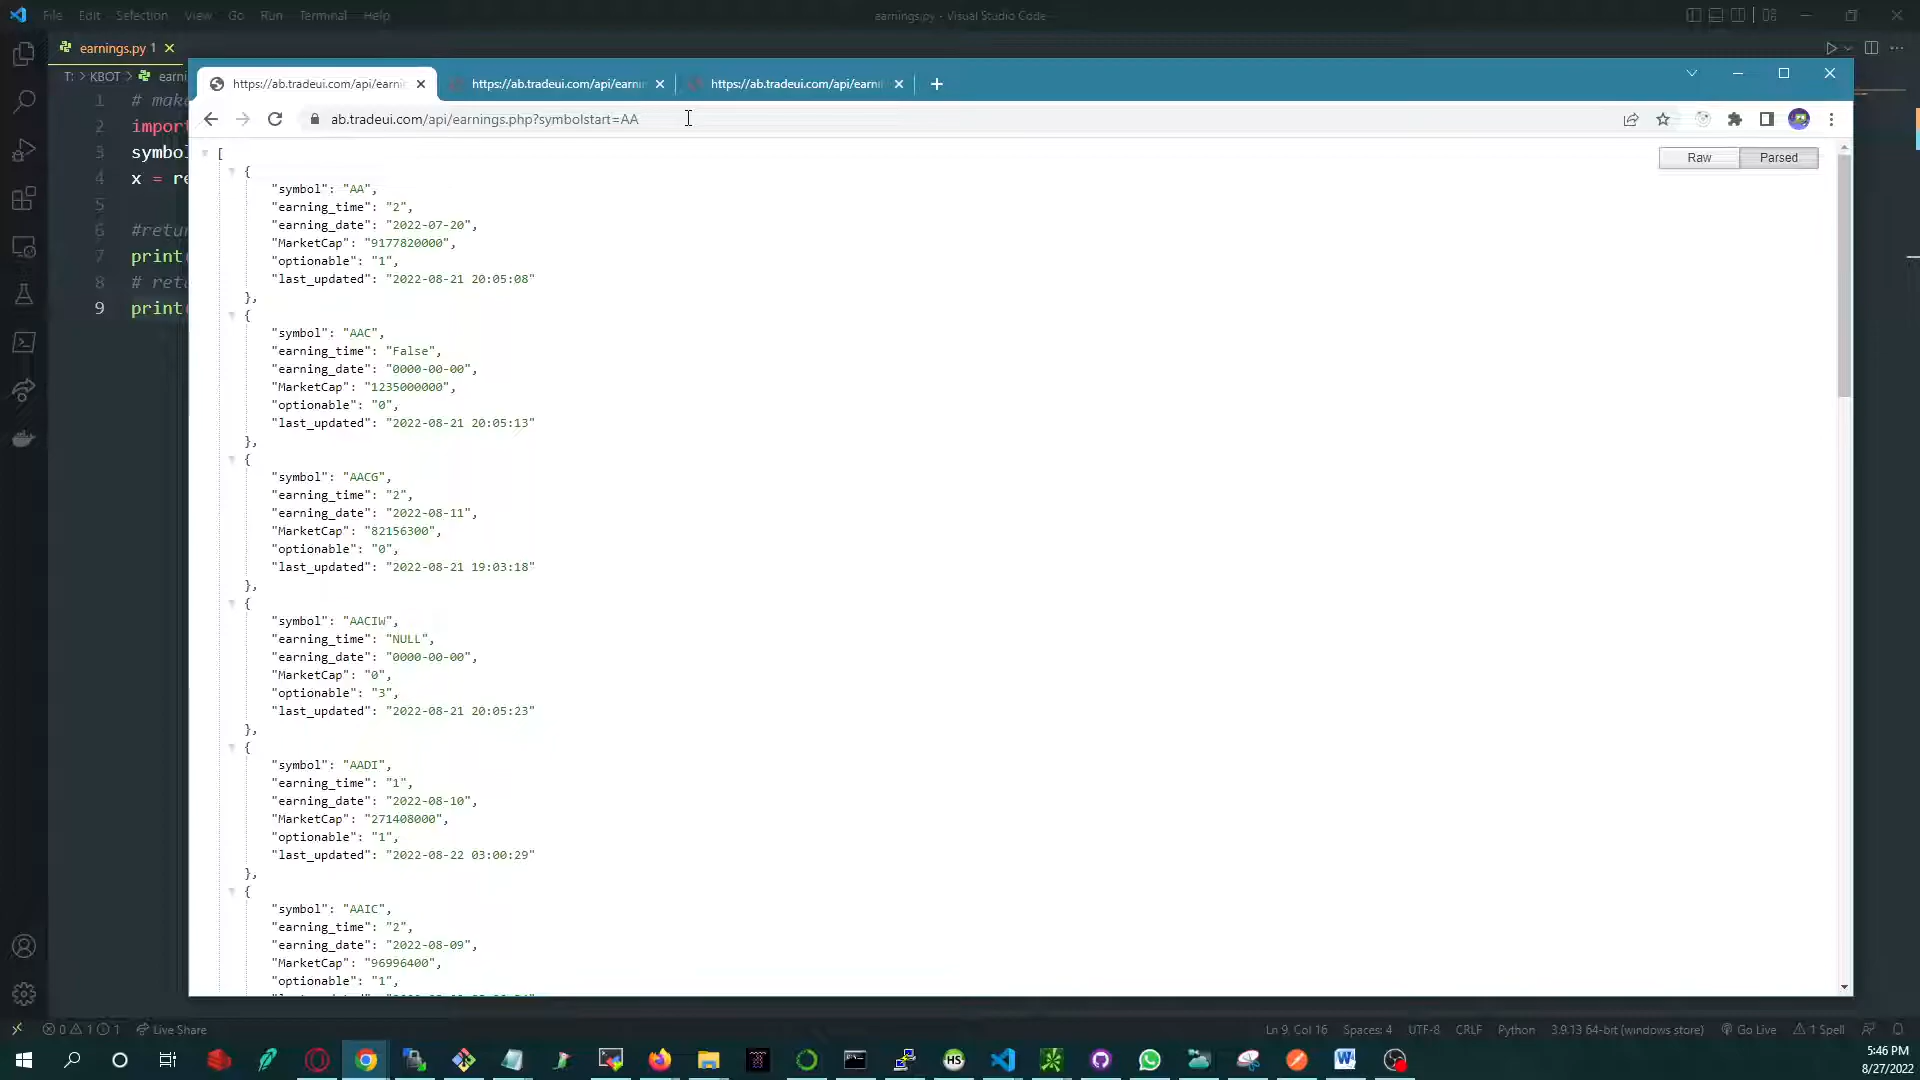 File Edit Selection View Go Run Terminal Help
earnings.py - Visual Studio Code
earnings.py 1
T: > KBOT > earni
1 # make
2 import
3 symbol
4 x = re
5
6 #retur
7 print(
8 # retu
9 print(
https://ab.tradeui.com/api/earni
https://ab.tradeui.com/api/earni
https://ab.tradeui.com/api/earni
ab.tradeui.com/api/earnings.php?symbolstart=AA
Raw Parsed
[
{
"symbol": "AA",
"earning_time": "2",
"earning_date": "2022-07-20",
"MarketCap": "9177820000",
"optionable": "1",
"last_updated": "2022-08-21 20:05:08"
},
{
"symbol": "AAC",
"earning_time": "False",
"earning_date": "0000-00-00",
"MarketCap": "1235000000",
"optionable": "0",
"last_updated": "2022-08-21 20:05:13"
},
{
"symbol": "AACG",
"earning_time": "2",
"earning_date": "2022-08-11",
"MarketCap": "82156300",
"optionable": "0",
"last_updated": "2022-08-21 19:03:18"
},
{
"symbol": "AACIW",
"earning_time": "NULL",
"earning_date": "0000-00-00",
"MarketCap": "0",
"optionable": "3",
"last_updated": "2022-08-21 20:05:23"
},
{
"symbol": "AADI",
"earning_time": "1",
"earning_date": "2022-08-10",
"MarketCap": "271408000",
"optionable": "1",
"last_updated": "2022-08-22 03:00:29"
},
{
"symbol": "AAIC",
"earning_time": "2",
"earning_date": "2022-08-09",
"MarketCap": "96996400",
"optionable": "1",
0 1 1 Live Share
Ln 9, Col 16 Spaces: 4 UTF-8 CRLF Python 3.9.13 64-bit (windows store) Go Live 1 Spell
HS
5:46 PM
8/27/2022